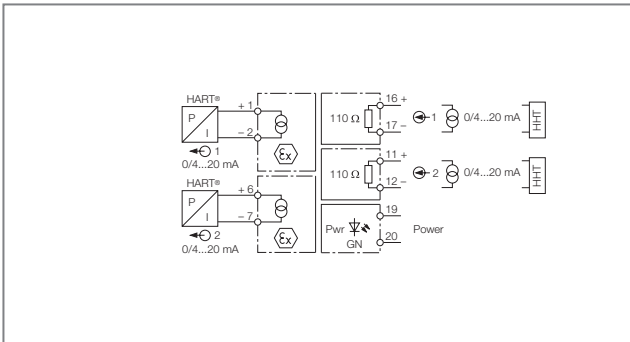 HART®
P
I
+ 1
– 2
1
0/4...20 mA
Ɛx
110 Ω
16 +
17 –
1
0/4...20 mA
HHT
110 Ω
11 +
12 –
2
0/4...20 mA
HHT
HART®
P
I
+ 6
– 7
2
0/4...20 mA
Ɛx
Pwr
GN
19
20
Power